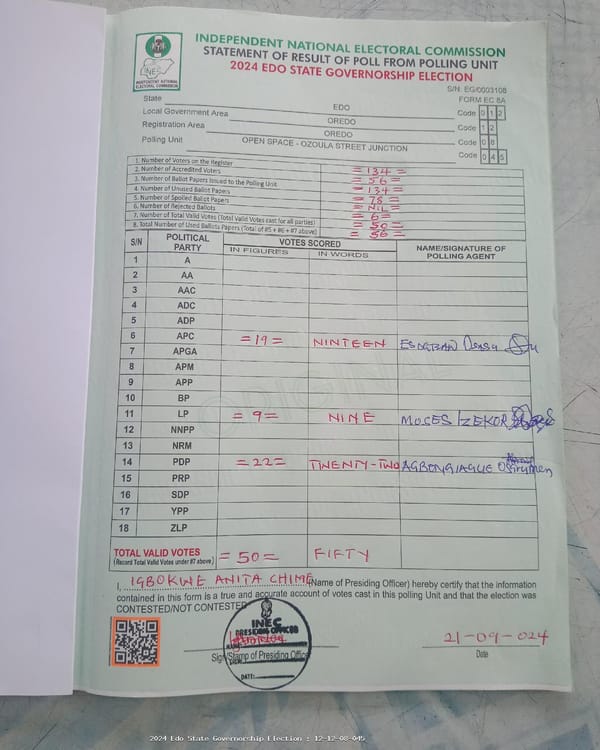 INDEPENDENT NATIONAL ELECTORAL COMMISSION
STATEMENT OF RESULT OF POLL FROM POLLING UNIT
2024 EDO STATE GOVERNORSHIP ELECTION
INEC
INDEPENDENT NATIONAL
ELECTORAL COMMISSION
S/N: EG/0003108
FORM EC 8A
State EDO Code 0 1 2
Local Government Area OREDO Code 1 2
Registration Area OREDO Code 0 8
Polling Unit OPEN SPACE - OZOULA STREET JUNCTION Code 0 4 5
1. Number of Voters on the Register =134=
2. Number of Accredited Voters =56=
3. Number of Ballot Papers Issued to the Polling Unit =134=
4. Number of Unused Ballot Papers =78=
5. Number of Spoiled Ballot Papers =NIL=
6. Number of Rejected Ballots =6=
7. Number of Total Valid Votes (Total Valid Votes cast for all parties) =50=
8. Total Number of Used Ballots Papers (Total of #5 + #6 + #7 above) =56=
S/N POLITICAL PARTY VOTES SCORED NAME/SIGNATURE OF POLLING AGENT
IN FIGURES IN WORDS
1 A
2 AA
3 AAC
4 ADC
5 ADP
6 APC =19= NINTEEN
7 APGA
8 APM
9 APP
10 BP
11 LP =9= NINE MOSES IZEKOR
12 NNPP
13 NRM
14 PDP =22= TWENTY-TWO
15 PRP
16 SDP
17 YPP
18 ZLP
TOTAL VALID VOTES =50= FIFTY
(Record Total Valid Votes under #7 above)
I, IGBOKWE ANITA CHIME (Name of Presiding Officer) hereby certify that the information
contained in this form is a true and accurate account of votes cast in this polling Unit and that the election was
CONTESTED/NOT CONTESTED
INEC
PRESIDING OFFICER
DATE:
Sign/Stamp of Presiding Officer
21-09-024
Date
2024 Edo State Governorship Election : 12-12-08-045